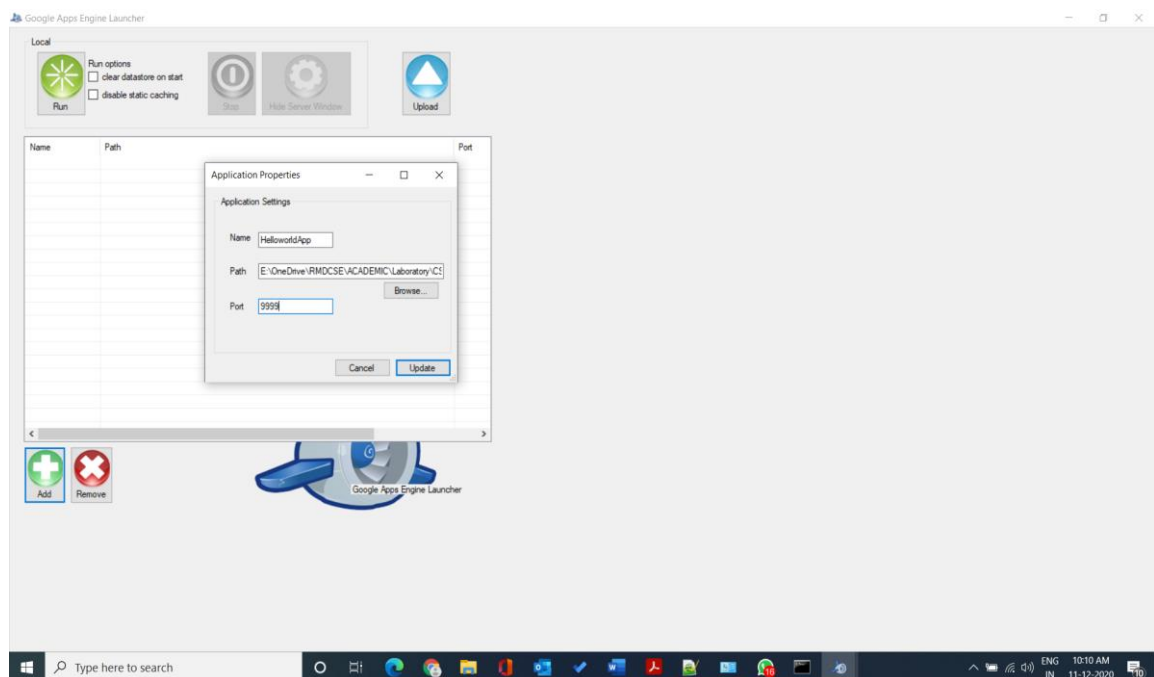 Google Apps Engine Launcher
Local
Run options
clear datastore on start
disable static caching
Run
Stop
Hide Server Window
Upload
Name Path Port
Application Properties
Application Settings
Name HelloworldApp
Path E:\OneDrive\RMDCSE\ACADEMIC\Laboratory\CS
Browse...
Port 9999
Cancel Update
Add Remove
Google Apps Engine Launcher
Type here to search
16
ENG 10:10 AM
IN 11-12-2020
10